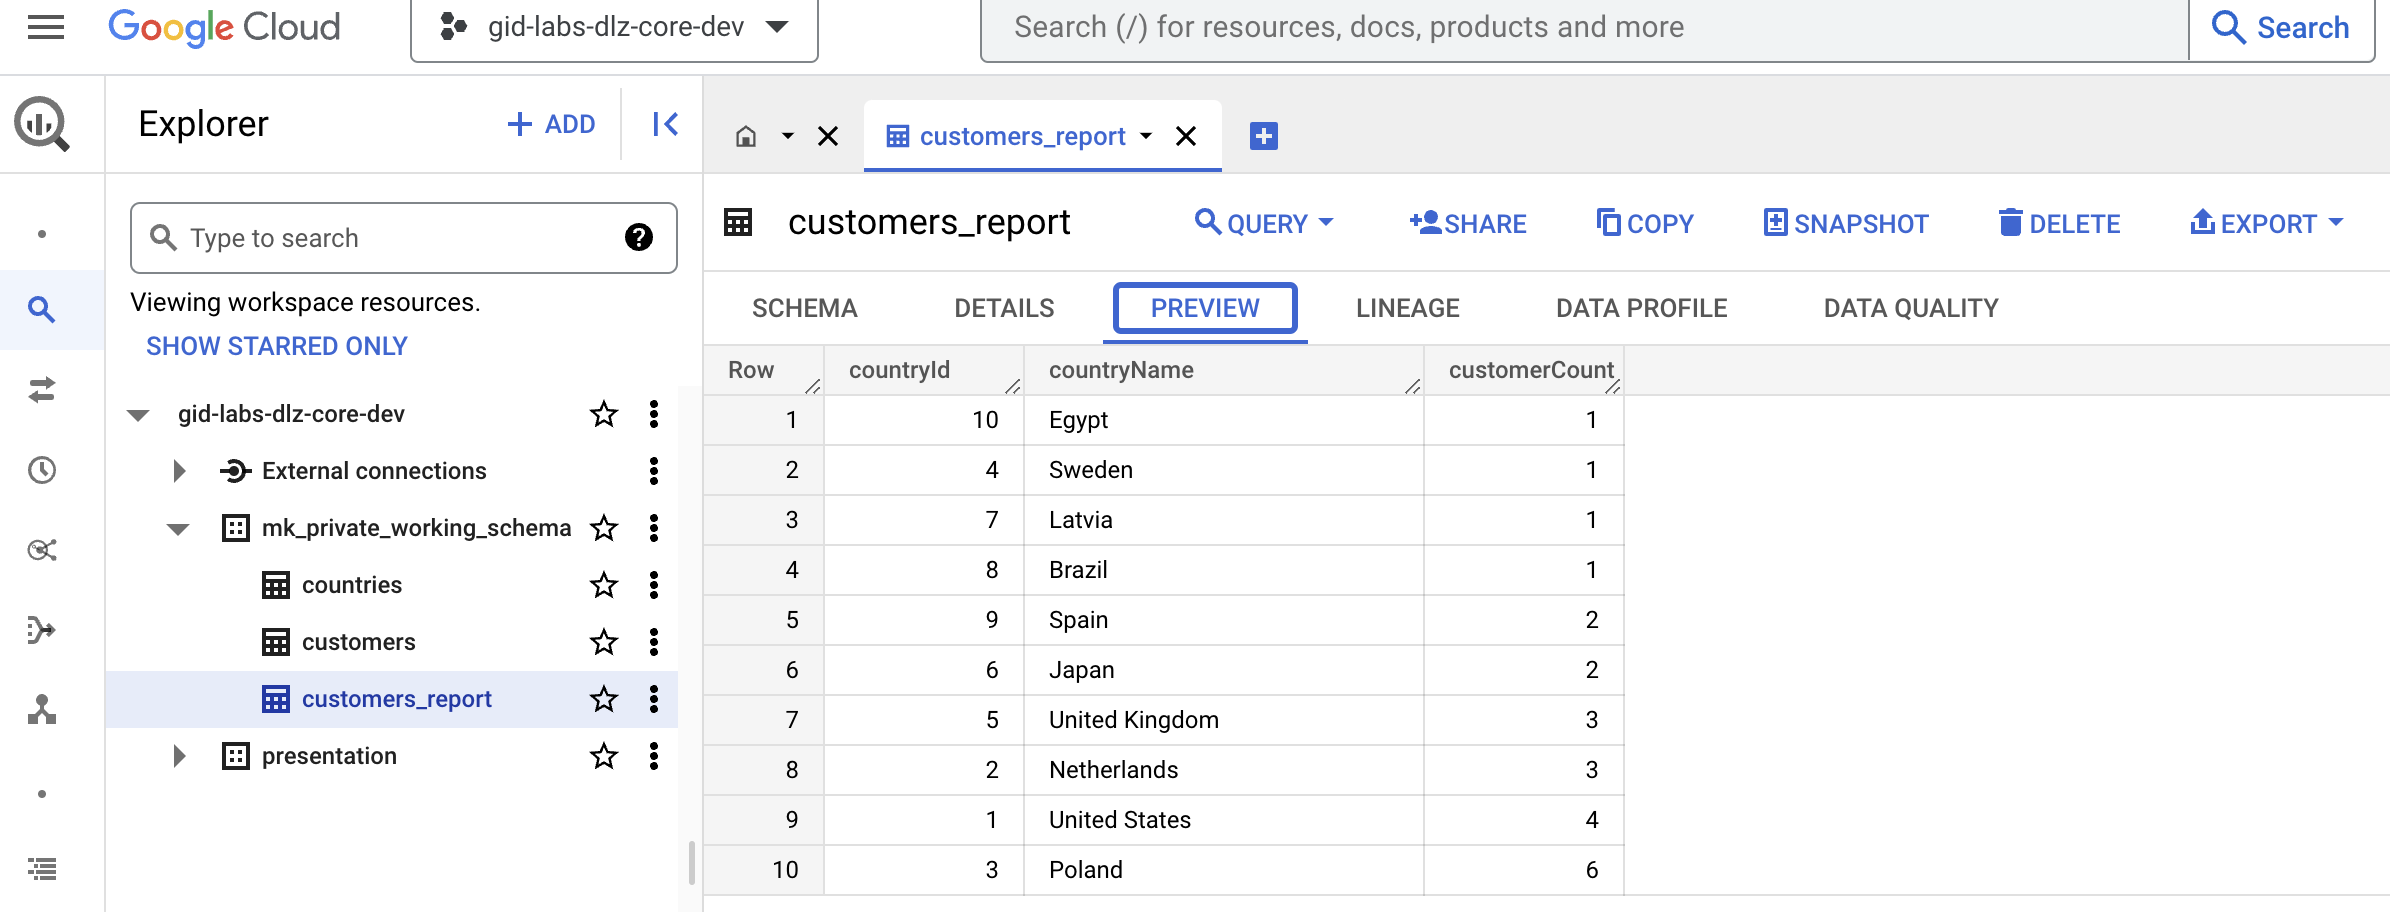 Google Cloud
gid-labs-dlz-core-dev
Search (/) for resources, docs, products and more
Search
Explorer
ADD
customers_report
Type to search
?
Viewing workspace resources.
SHOW STARRED ONLY
gid-labs-dlz-core-dev
External connections
mk_private_working_schema
countries
customers
customers_report
presentation
customers_report
QUERY SHARE COPY SNAPSHOT DELETE EXPORT
SCHEMA DETAILS PREVIEW LINEAGE DATA PROFILE DATA QUALITY
Row countryId countryName customerCount
1 10 Egypt 1
2 4 Sweden 1
3 7 Latvia 1
4 8 Brazil 1
5 9 Spain 2
6 6 Japan 2
7 5 United Kingdom 3
8 2 Netherlands 3
9 1 United States 4
10 3 Poland 6